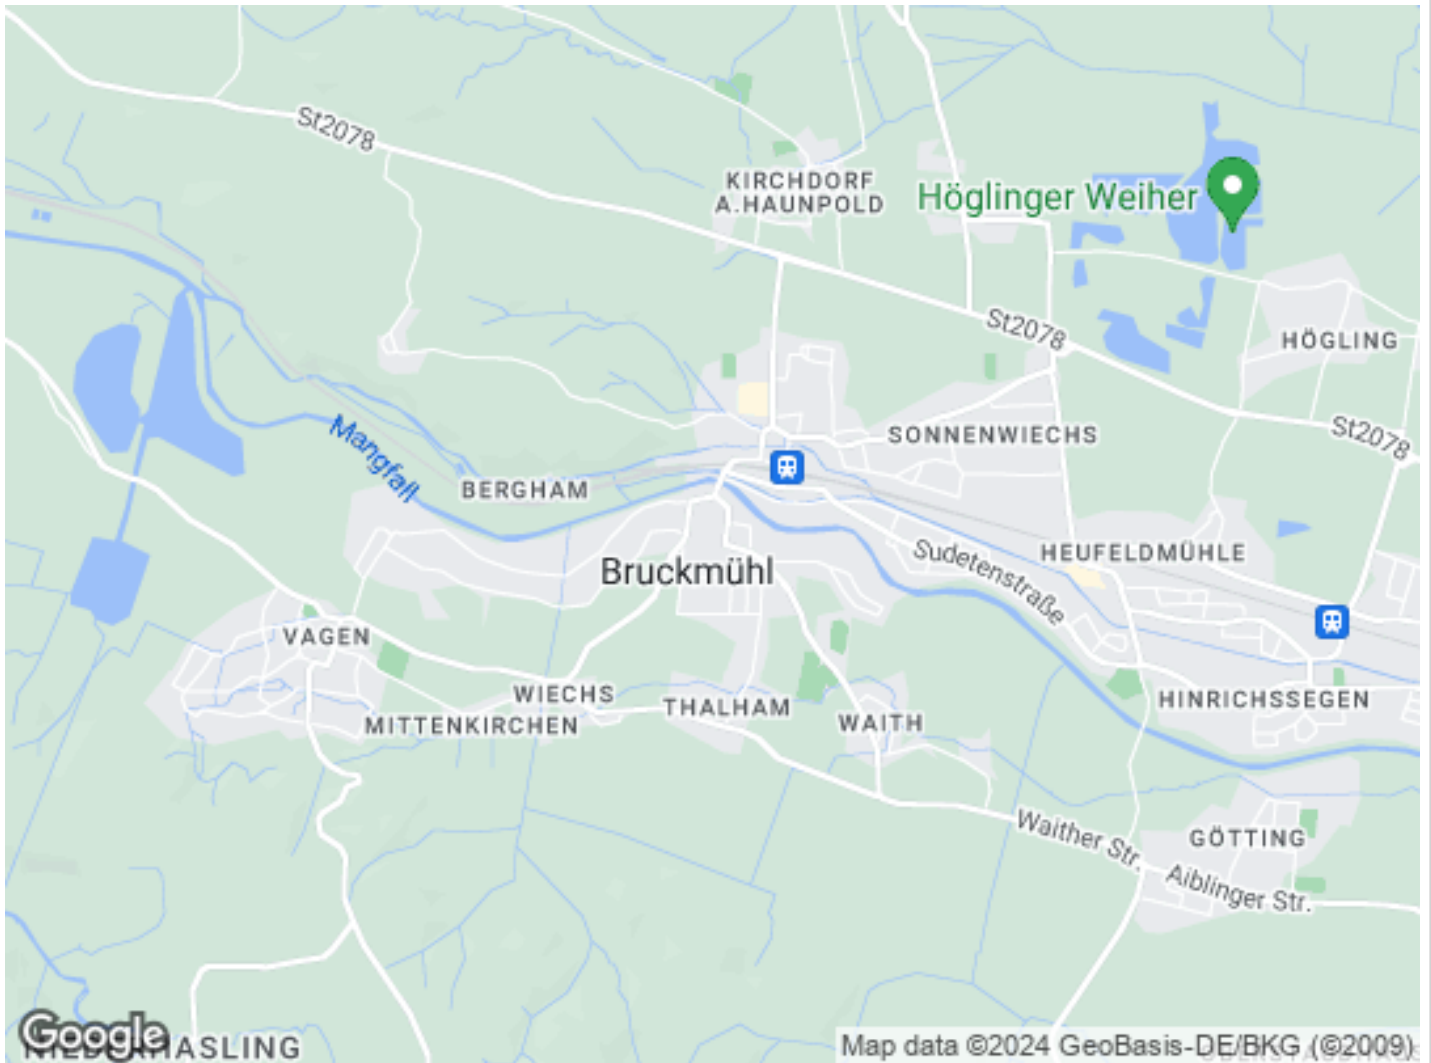 St2078
KIRCHDORF
A.HAUNPOLD
Höglinger Weiher
St2078
HÖGLING
Mangfall
SONNENWIECHS
St2078
BERGHAM
Bruckmühl
Sudetenstraße
HEUFELDMÜHLE
VAGEN
WIECHS
MITTENKIRCHEN
THALHAM
WAITH
HINRICHSSEGEN
Waither Str.
GÖTTING
Aiblinger Str.
Google
NIEDERHASLING
Map data ©2024 GeoBasis-DE/BKG (©2009)